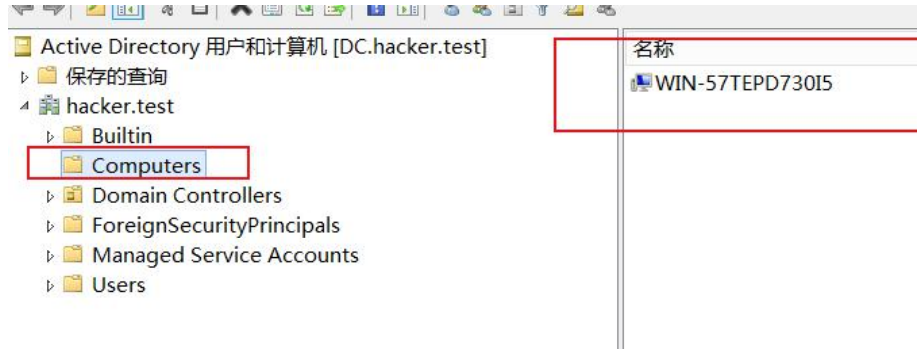 Active Directory 用户和计算机 [DC.hacker.test]
保存的查询
hacker.test
Builtin
Computers
Domain Controllers
ForeignSecurityPrincipals
Managed Service Accounts
Users
名称
WIN-57TEPD730I5